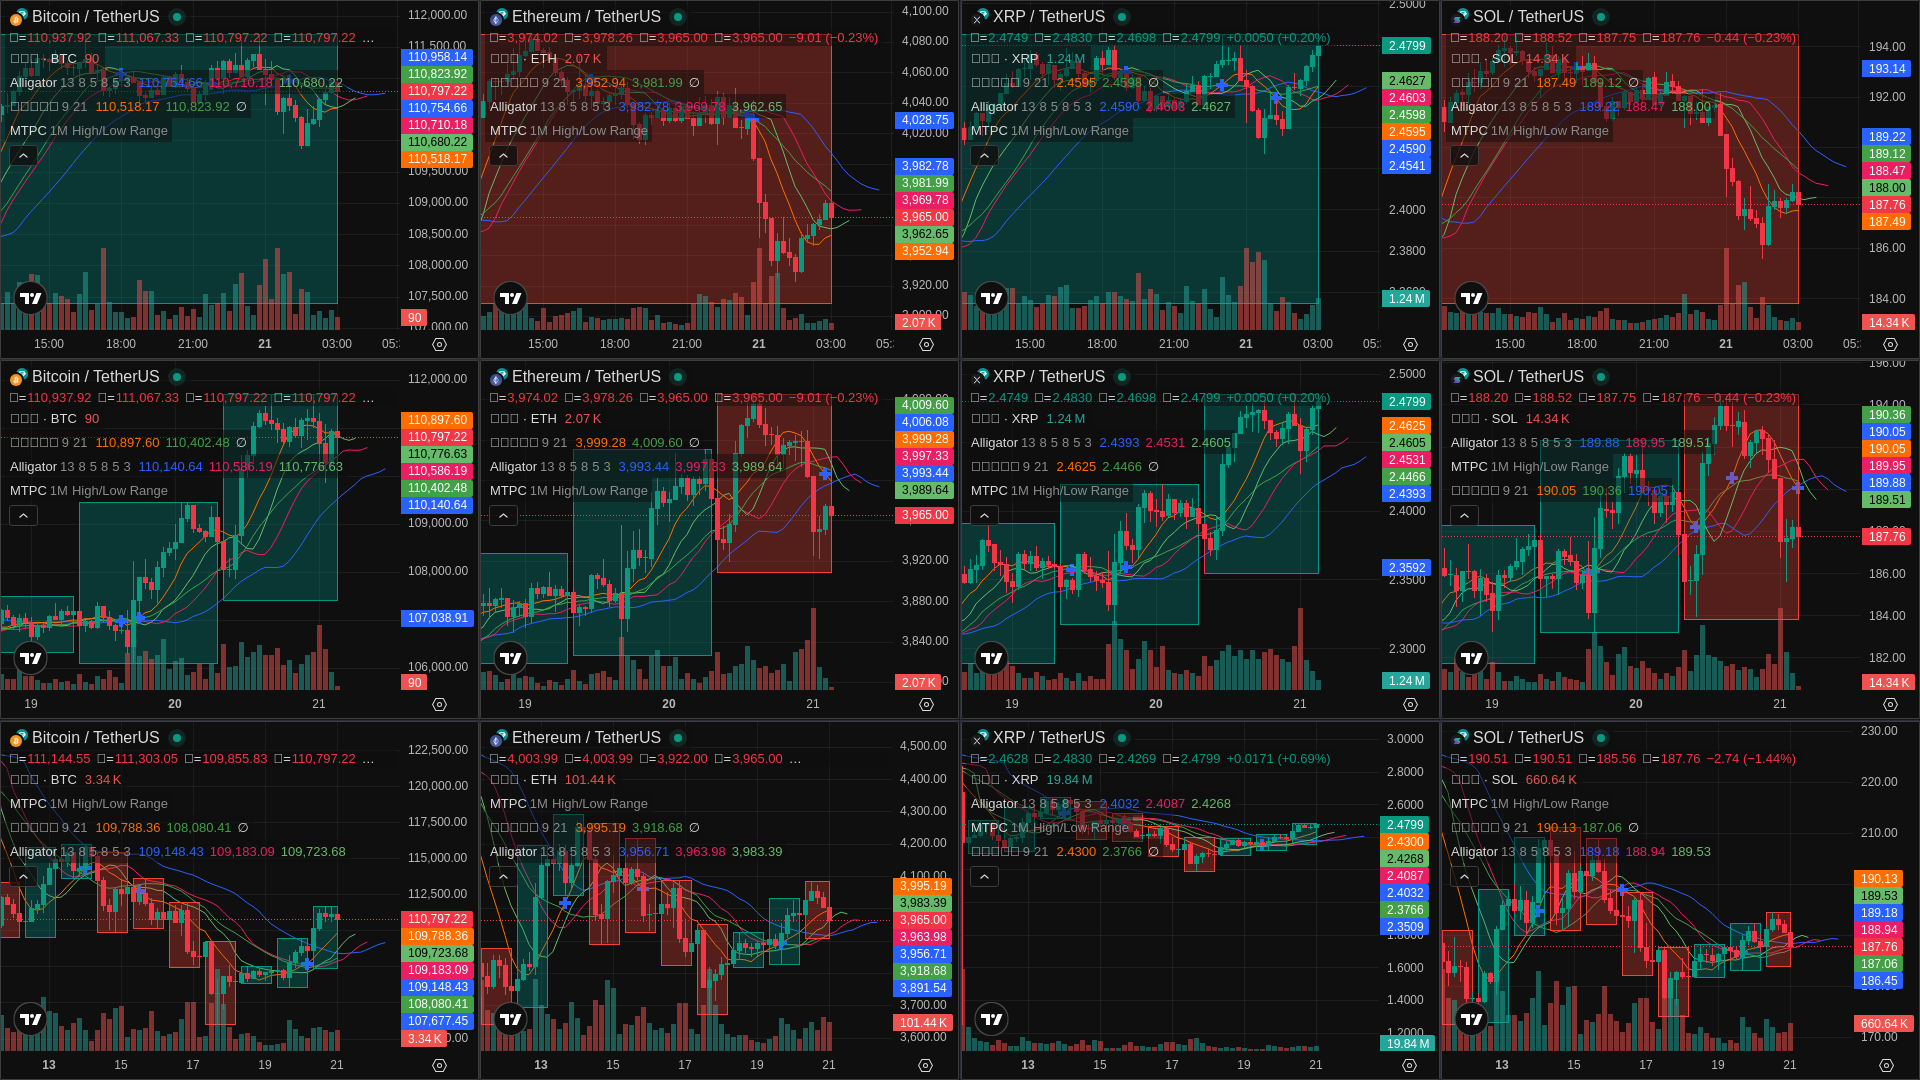 Bitcoin / TetherUS
=110,937.92 =111,067.33 =110,797.22 =110,797.22 ...
· BTC 90
Alligator 13 8 5 8 5 3 110,754.66 110,710.18 110,680.22
9 21 110,518.17 110,823.92 ∅
MTPC 1M High/Low Range
112,000.00
111,500.00
110,958.14
110,823.92
110,797.22
110,754.66
110,710.18
110,680.22
110,518.17
109,500.00
109,000.00
108,500.00
108,000.00
107,500.00
90
107,000.00
15:00 18:00 21:00 21 03:00 05:
Ethereum / TetherUS
=3,974.02 =3,978.26 =3,965.00 =3,965.00 −9.01 (−0.23%)
· ETH 2.07 K
9 21 3,952.94 3,981.99 ∅
Alligator 13 8 5 8 5 3 3,982.78 3,969.78 3,962.65
MTPC 1M High/Low Range
4,100.00
4,080.00
4,060.00
4,040.00
4,028.75
4,020.00
3,982.78
3,981.99
3,969.78
3,965.00
3,962.65
3,952.94
3,920.00
2.07 K
15:00 18:00 21:00 21 03:00 05:
XRP / TetherUS
=2.4749 =2.4830 =2.4698 =2.4799 +0.0050 (+0.20%)
· XRP 1.24 M
9 21 2.4595 2.4598 ∅
Alligator 13 8 5 8 5 3 2.4590 2.4603 2.4627
MTPC 1M High/Low Range
2.5000
2.4799
2.4627
2.4603
2.4598
2.4595
2.4590
2.4541
2.4000
2.3800
1.24 M
15:00 18:00 21:00 21 03:00 05:
SOL / TetherUS
=188.20 =188.52 =187.75 =187.76 −0.44 (−0.23%)
· SOL 14.34 K
9 21 187.49 189.12 ∅
Alligator 13 8 5 8 5 3 189.22 188.47 188.00
MTPC 1M High/Low Range
194.00
193.14
192.00
189.22
189.12
188.47
188.00
187.76
187.49
186.00
184.00
14.34 K
15:00 18:00 21:00 21 03:00 05:
Bitcoin / TetherUS
=110,937.92 =111,067.33 =110,797.22 =110,797.22 ...
· BTC 90
9 21 110,897.60 110,402.48 ∅
Alligator 13 8 5 8 5 3 110,140.64 110,586.19 110,776.63
MTPC 1M High/Low Range
112,000.00
110,897.60
110,797.22
110,776.63
110,586.19
110,402.48
110,140.64
109,000.00
108,000.00
107,038.91
106,000.00
90
19 20 21
Ethereum / TetherUS
=3,974.02 =3,978.26 =3,965.00 =3,965.00 −9.01 (−0.23%)
· ETH 2.07 K
9 21 3,999.28 4,009.60 ∅
Alligator 13 8 5 8 5 3 3,993.44 3,997.33 3,989.64
MTPC 1M High/Low Range
4,009.60
4,006.08
3,999.28
3,997.33
3,993.44
3,989.64
3,965.00
3,920.00
3,880.00
3,840.00
2.07 K
19 20 21
XRP / TetherUS
=2.4749 =2.4830 =2.4698 =2.4799 +0.0050 (+0.20%)
· XRP 1.24 M
Alligator 13 8 5 8 5 3 2.4393 2.4531 2.4605
9 21 2.4625 2.4466 ∅
MTPC 1M High/Low Range
2.5000
2.4799
2.4625
2.4605
2.4531
2.4466
2.4393
2.4000
2.3592
2.3500
2.3000
1.24 M
19 20 21
SOL / TetherUS
=188.20 =188.52 =187.75 =187.76 −0.44 (−0.23%)
· SOL 14.34 K
Alligator 13 8 5 8 5 3 189.88 189.95 189.51
MTPC 1M High/Low Range
9 21 190.05 190.36 190.05
196.00
194.00
190.36
190.05
190.05
189.95
189.88
189.51
187.76
186.00
184.00
182.00
14.34 K
19 20 21
Bitcoin / TetherUS
=111,144.55 =111,303.05 =109,855.83 =110,797.22 ...
· BTC 3.34 K
MTPC 1M High/Low Range
9 21 109,788.36 108,080.41 ∅
Alligator 13 8 5 8 5 3 109,148.43 109,183.09 109,723.68
122,500.00
120,000.00
117,500.00
115,000.00
112,500.00
110,797.22
109,788.36
109,723.68
109,183.09
109,148.43
108,080.41
107,677.45
3.34 K
13 15 17 19 21
Ethereum / TetherUS
=4,003.99 =4,003.99 =3,922.00 =3,965.00 ...
· ETH 101.44 K
MTPC 1M High/Low Range
9 21 3,995.19 3,918.68 ∅
Alligator 13 8 5 8 5 3 3,956.71 3,963.98 3,983.39
4,500.00
4,400.00
4,300.00
4,200.00
4,100.00
3,995.19
3,983.39
3,965.00
3,963.98
3,956.71
3,918.68
3,891.54
3,700.00
101.44 K
3,600.00
13 15 17 19 21
XRP / TetherUS
=2.4628 =2.4830 =2.4269 =2.4799 +0.0171 (+0.69%)
· XRP 19.84 M
Alligator 13 8 5 8 5 3 2.4032 2.4087 2.4268
MTPC 1M High/Low Range
9 21 2.4300 2.3766 ∅
3.0000
2.8000
2.6000
2.4799
2.4300
2.4268
2.4087
2.4032
2.3766
2.3509
1.8000
1.6000
1.4000
1.2000
19.84 M
13 15 17 19 21
SOL / TetherUS
=190.51 =190.51 =185.56 =187.76 −2.74 (−1.44%)
· SOL 660.64 K
MTPC 1M High/Low Range
9 21 190.13 187.06 ∅
Alligator 13 8 5 8 5 3 189.18 188.94 189.53
230.00
220.00
210.00
190.13
189.53
189.18
188.94
187.76
187.06
186.45
660.64 K
170.00
13 15 17 19 21